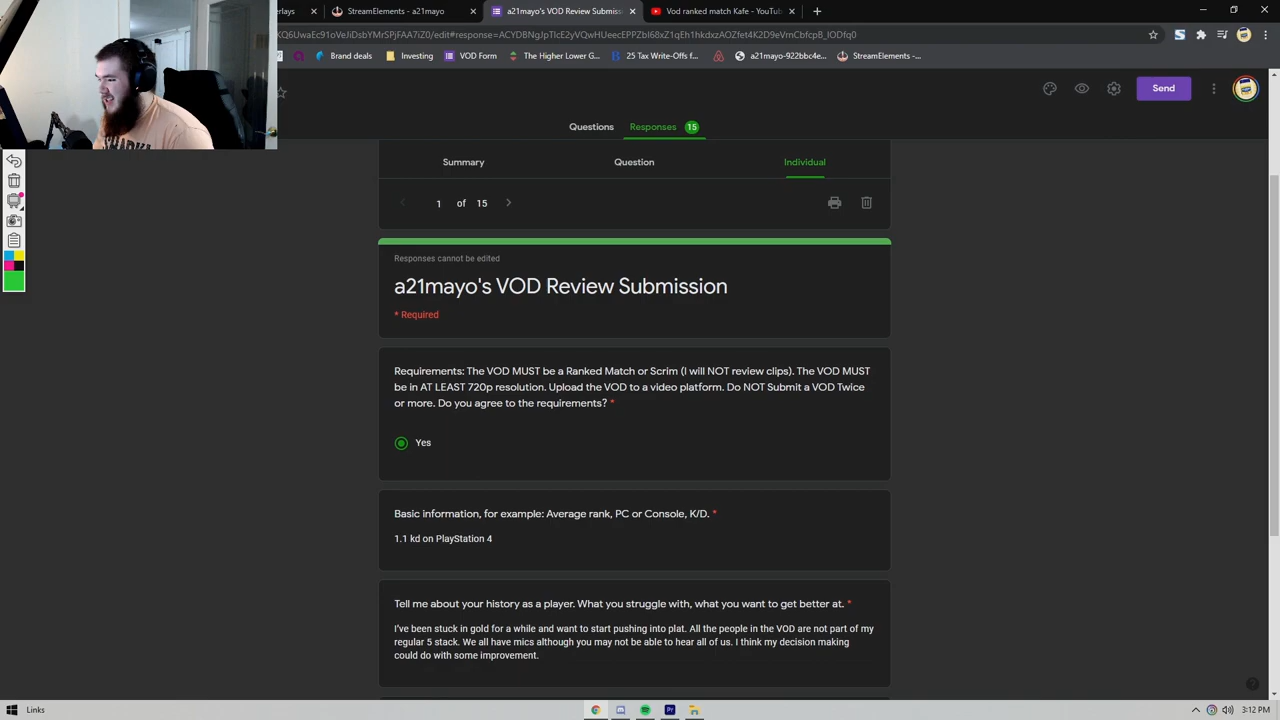 erlays
StreamElements - a21mayo
a21mayo's VOD Review Submiss
Vod ranked match Kafe - YouTub
Brand deals
Investing
VOD Form
The Higher Lower G...
25 Tax Write-Offs f...
a21mayo-922bbc4e...
StreamElements -...
Send
Questions
Responses
15
Summary
Question
Individual
1 of 15
Responses cannot be edited
a21mayo's VOD Review Submission
* Required
Requirements: The VOD MUST be a Ranked Match or Scrim (I will NOT review clips). The VOD MUST
be in AT LEAST 720p resolution. Upload the VOD to a video platform. Do NOT Submit a VOD Twice
or more. Do you agree to the requirements? *
Yes
Basic information, for example: Average rank, PC or Console, K/D. *
1.1 kd on PlayStation 4
Tell me about your history as a player. What you struggle with, what you want to get better at. *
I've been stuck in gold for a while and want to start pushing into plat. All the people in the VOD are not part of my
regular 5 stack. We all have mics although you may not be able to hear all of us. I think my decision making
could do with some improvement.
Links
3:12 PM